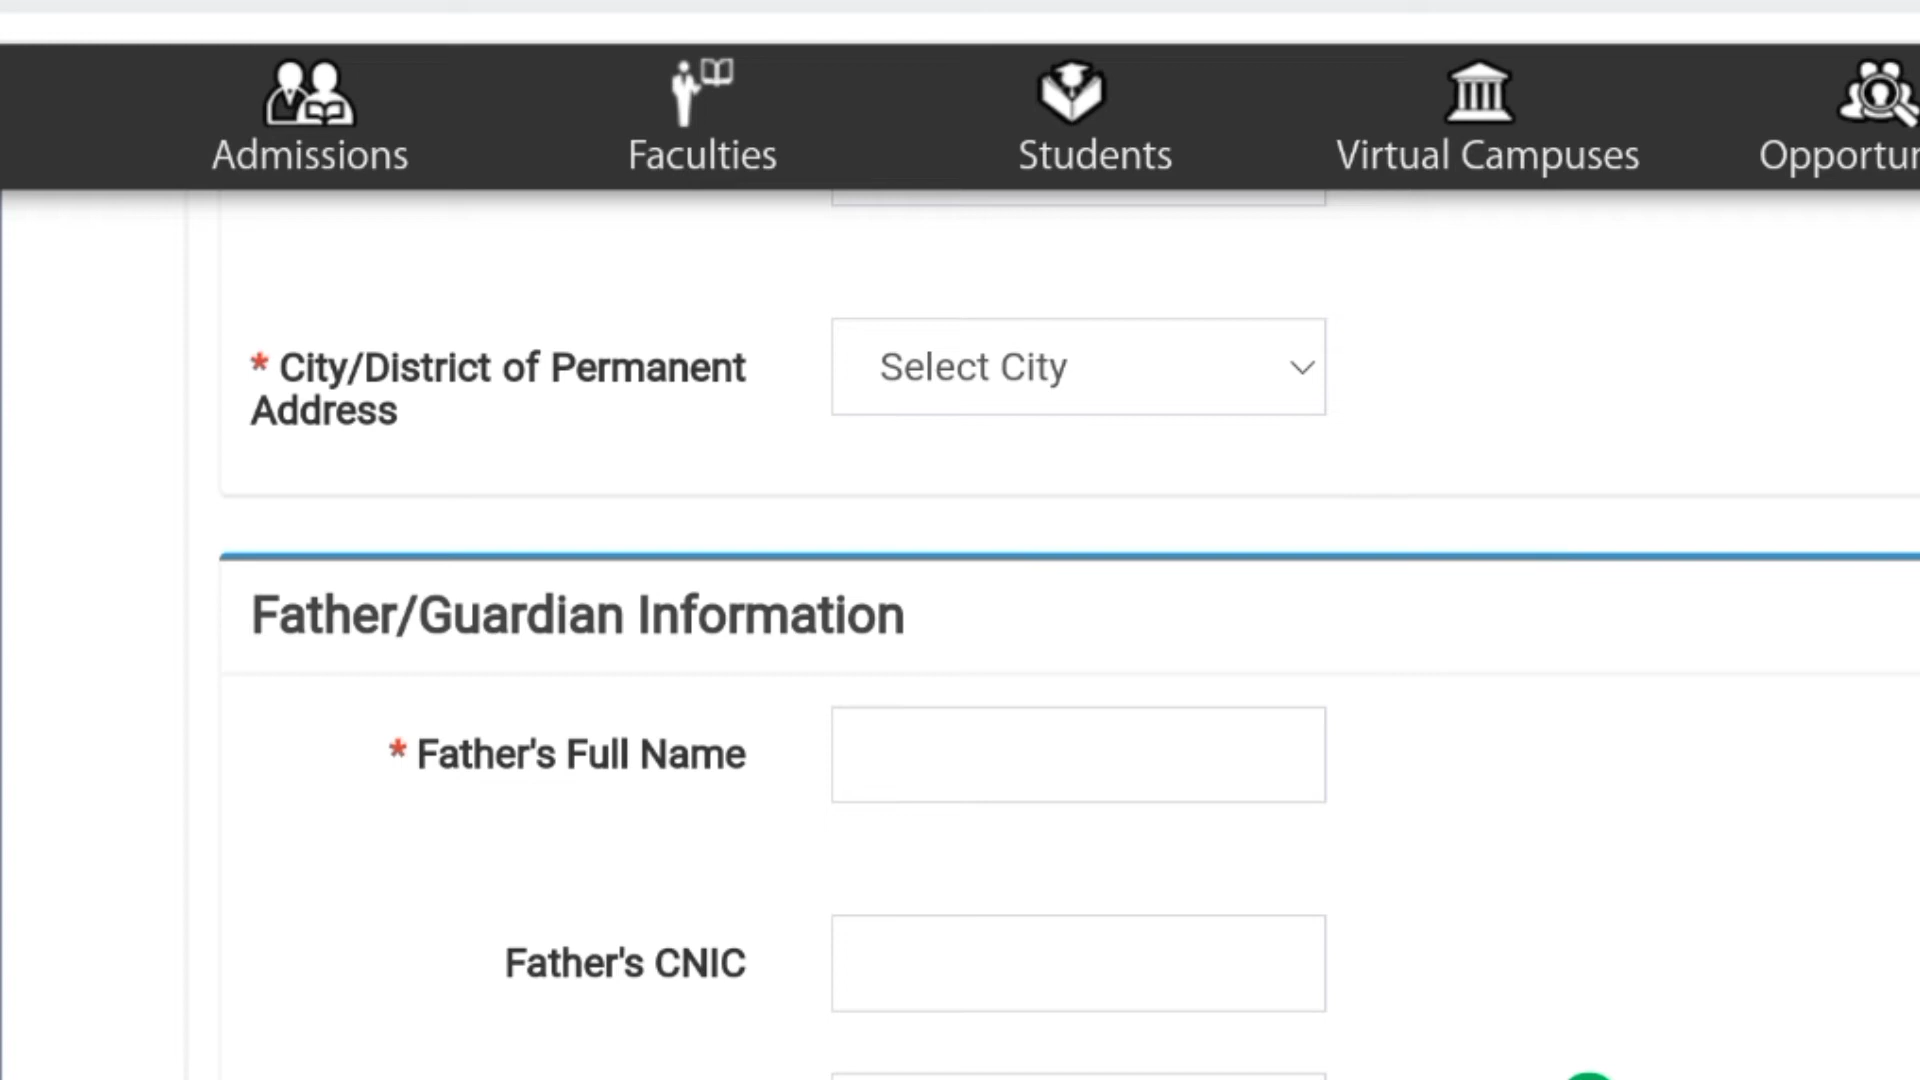 Admissions
Faculties
Students
Virtual Campuses
* City/District of Permanent
Address
Select City
Father/Guardian Information
* Father's Full Name
Father's CNIC